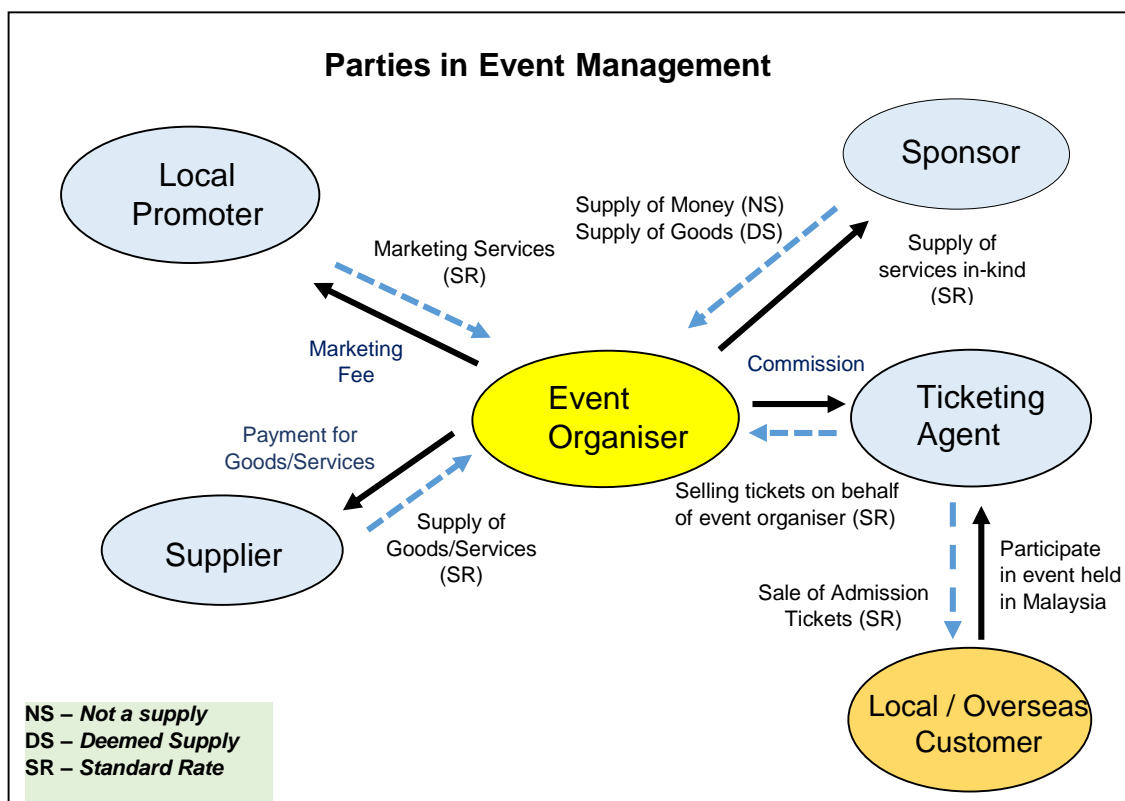 Parties in Event Management
Local
Promoter
Sponsor
Supply of Money (NS)
Supply of Goods (DS)
Marketing Services
(SR)
Supply of
services in-kind
(SR)
Marketing
Fee
Commission
Event
Organiser
Ticketing
Agent
Payment for
Goods/Services
Selling tickets on behalf
of event organiser (SR)
Supplier
Supply of
Goods/Services
(SR)
Participate
in event held
in Malaysia
Sale of Admission
Tickets (SR)
Local / Overseas
Customer
NS – Not a supply
DS – Deemed Supply
SR – Standard Rate